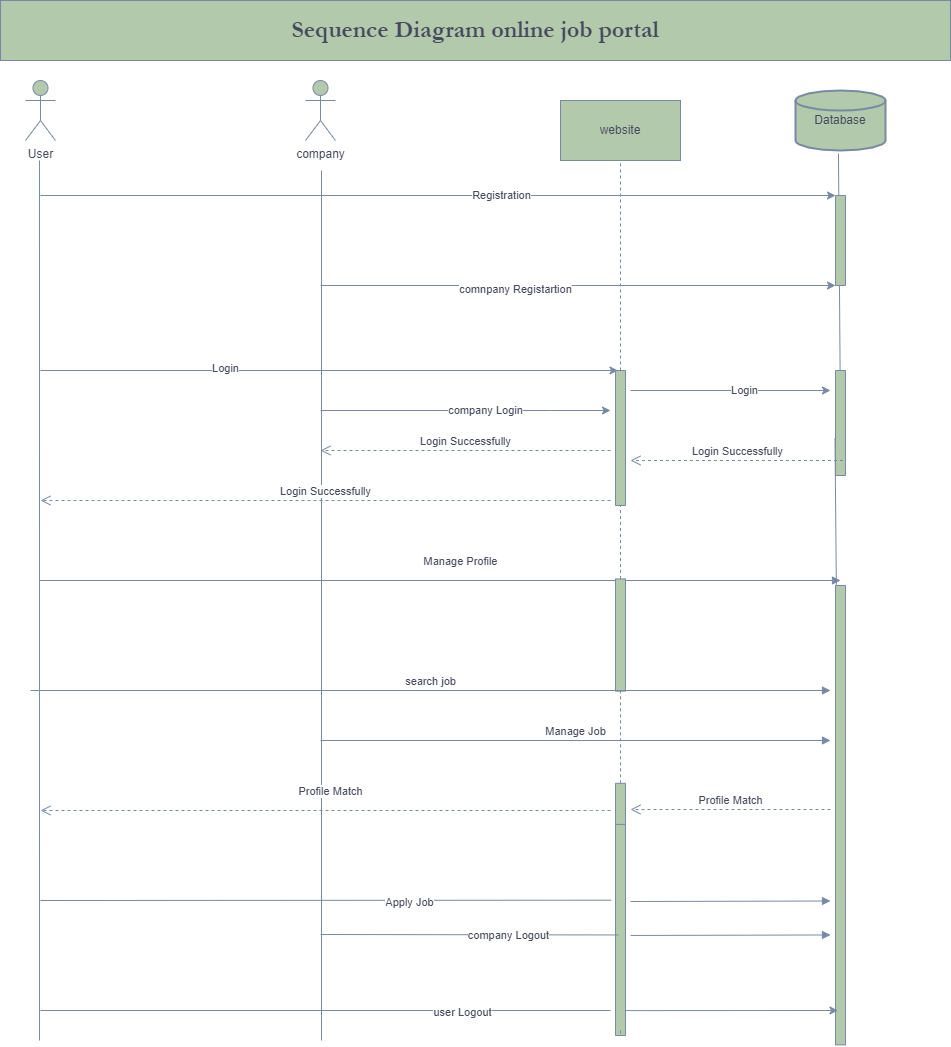 Sequence Diagram online job portal
User
company
website
Database
Registration
comnpany Registartion
Login
Login
company Login
Login Successfully
Login Successfully
Login Successfully
Manage Profile
search job
Manage Job
Profile Match
Profile Match
Apply Job
company Logout
user Logout